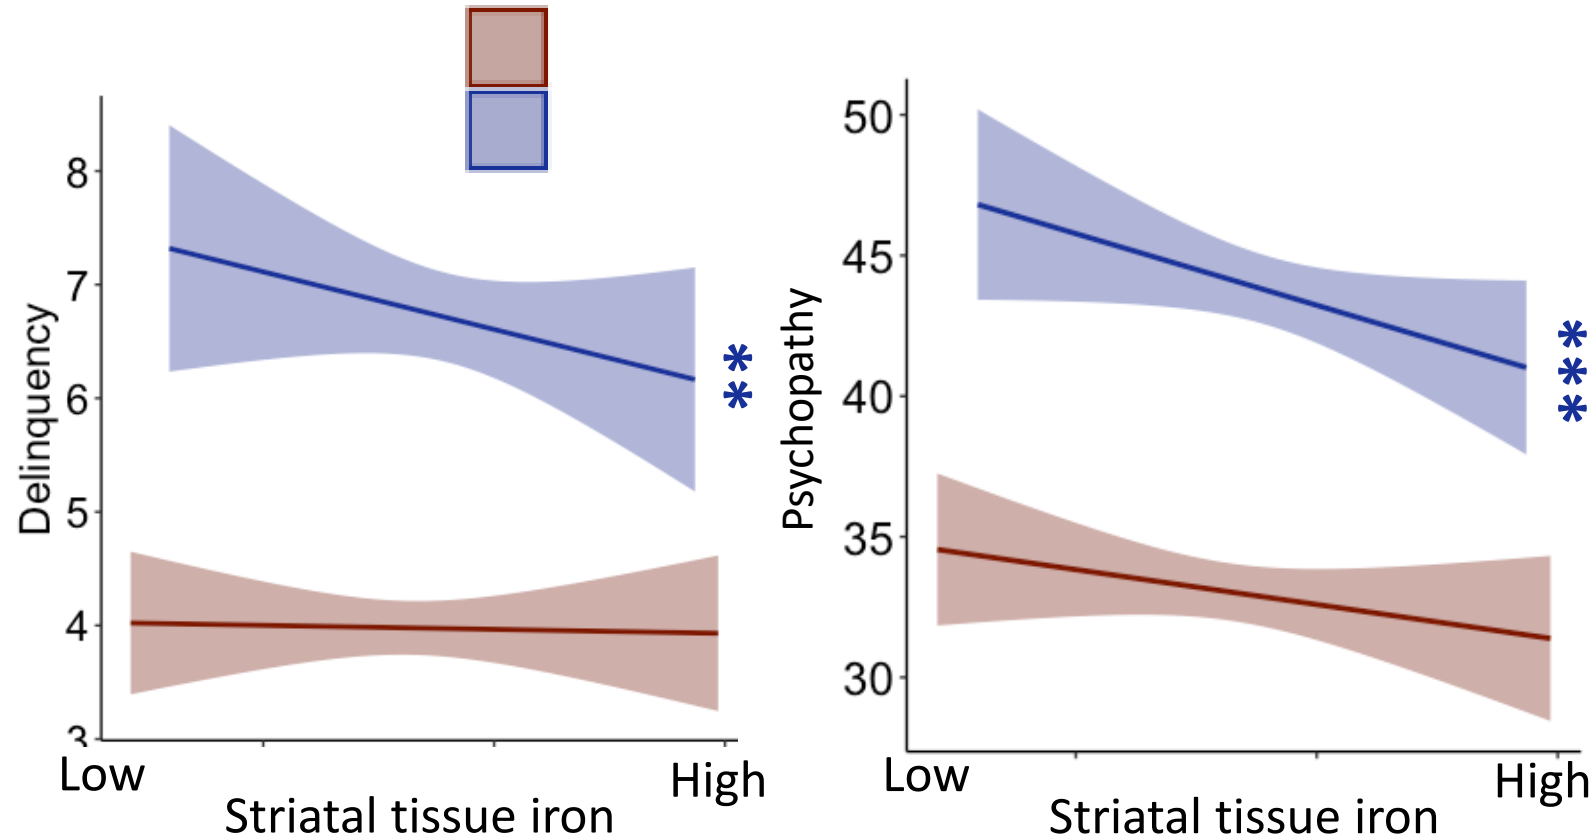 Delinquency
8
7
6
5
4
3
Low
High
Striatal tissue iron
**
Psychopathy
50
45
40
35
30
Low
High
Striatal tissue iron
***